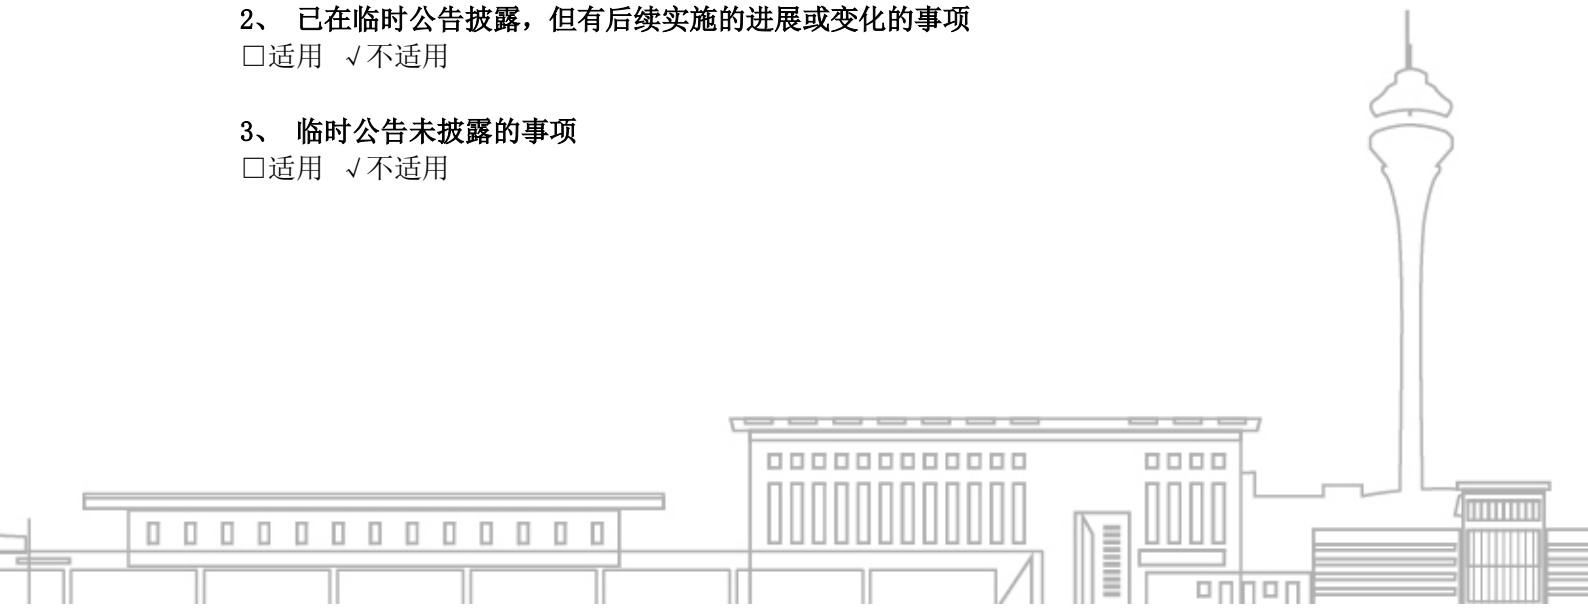 2、 已在临时公告披露，但有后续实施的进展或变化的事项
□适用 √不适用
3、 临时公告未披露的事项
□适用 √不适用